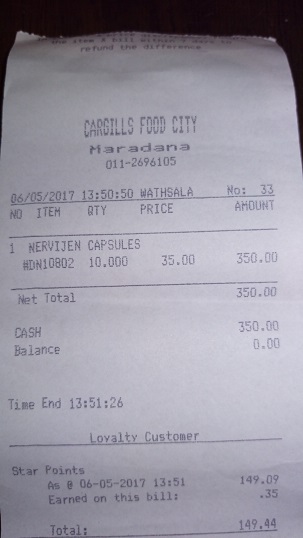 refund the difference
CARGILLS FOOD CITY
Maradana
011-2696105
06/05/2017 13:50:50 WATHSALA No: 33
NO ITEM QTY PRICE AMOUNT
1 NERVIJEN CAPSULES
#DN10802 10.000 35.00 350.00
Net Total 350.00
CASH 350.00
Balance 0.00
Time End 13:51:26
Loyalty Customer
Star Points
As @ 06-05-2017 13:51 149.09
Earned on this bill: .35
Total: 149.44